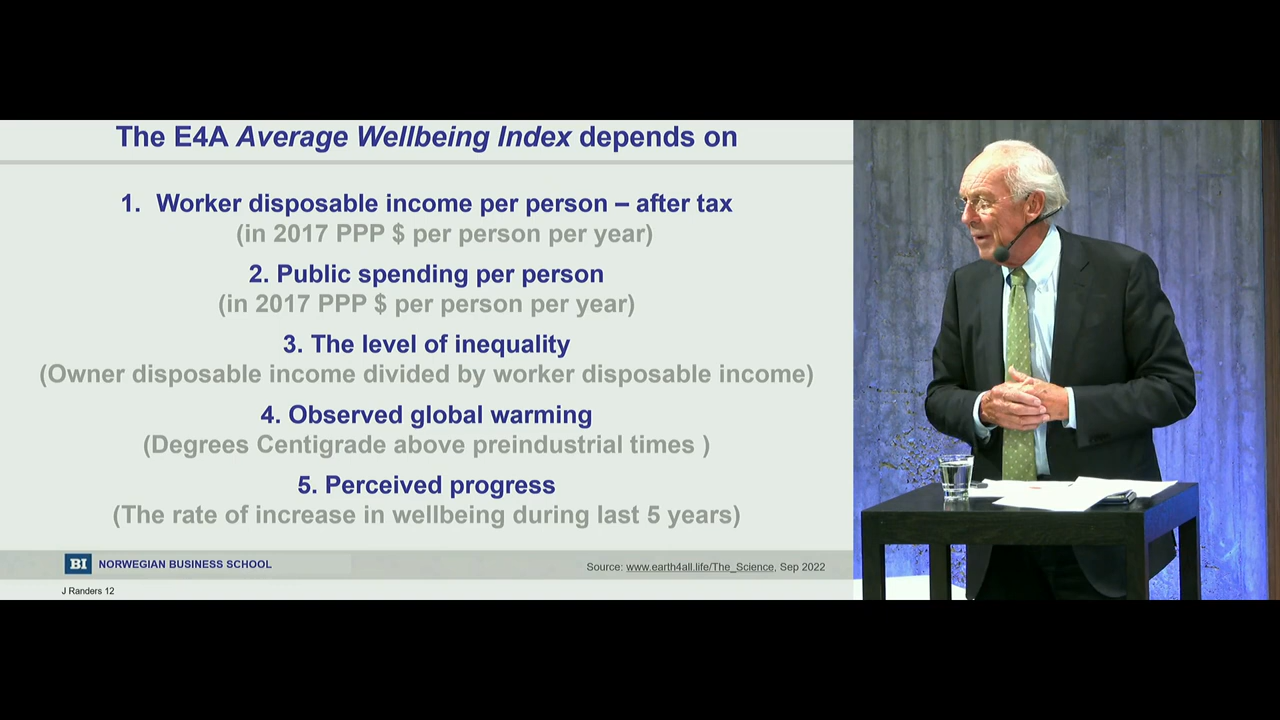 The E4A Average Wellbeing Index depends on
1. Worker disposable income per person – after tax
(in 2017 PPP $ per person per year)
2. Public spending per person
(in 2017 PPP $ per person per year)
3. The level of inequality
(Owner disposable income divided by worker disposable income)
4. Observed global warming
(Degrees Centigrade above preindustrial times )
5. Perceived progress
(The rate of increase in wellbeing during last 5 years)
BI NORWEGIAN BUSINESS SCHOOL
Source: www.earth4all.life/The_Science, Sep 2022
J Randers 12